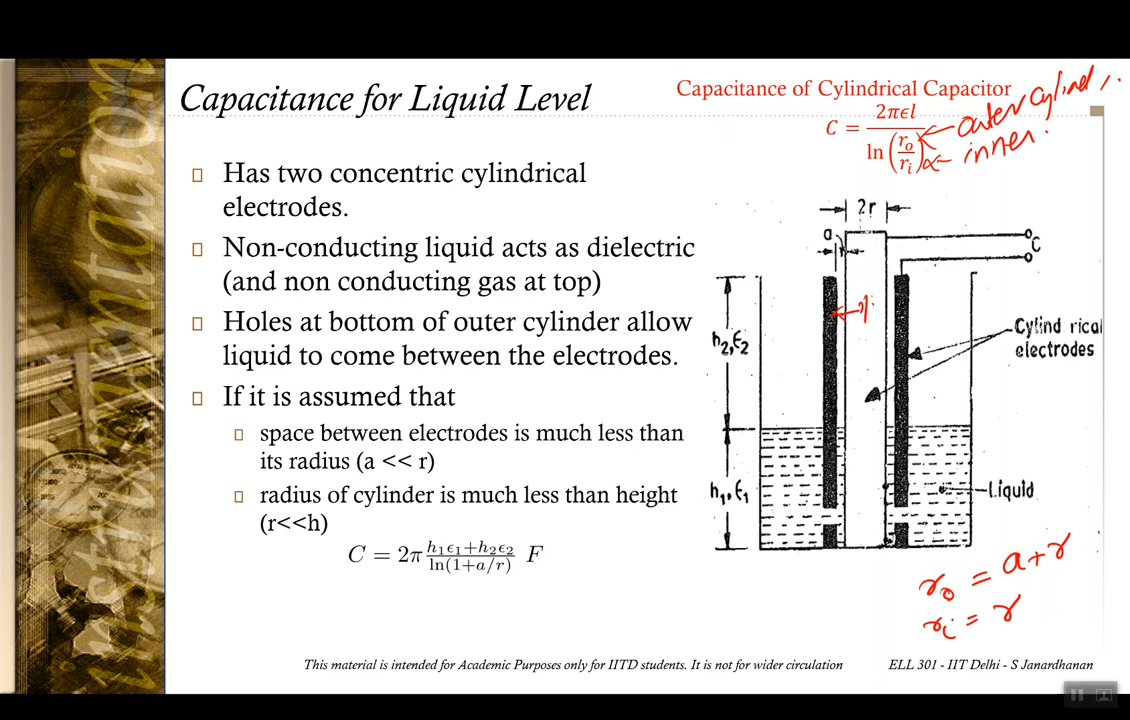 Capacitance for Liquid Level
Capacitance of Cylindrical Capacitor
C = 2πϵl / ln(r_o/r_i)
outer cylind
inner.
Has two concentric cylindrical
electrodes.
Non-conducting liquid acts as dielectric
(and non conducting gas at top)
Holes at bottom of outer cylinder allow
liquid to come between the electrodes.
If it is assumed that
space between electrodes is much less than
its radius (a << r)
radius of cylinder is much less than height
(r<<h)
C = 2π (h₁ϵ₁+h₂ϵ₂)/(ln(1+a/r)) F
2r
a
C
h₂,ϵ₂
Cylind rical
electrodes
h₁,ϵ₁
Liquid
r_o = a+r
r_i = r
This material is intended for Academic Purposes only for IITD students. It is not for wider circulation
ELL 301 - IIT Delhi - S Janardhanan